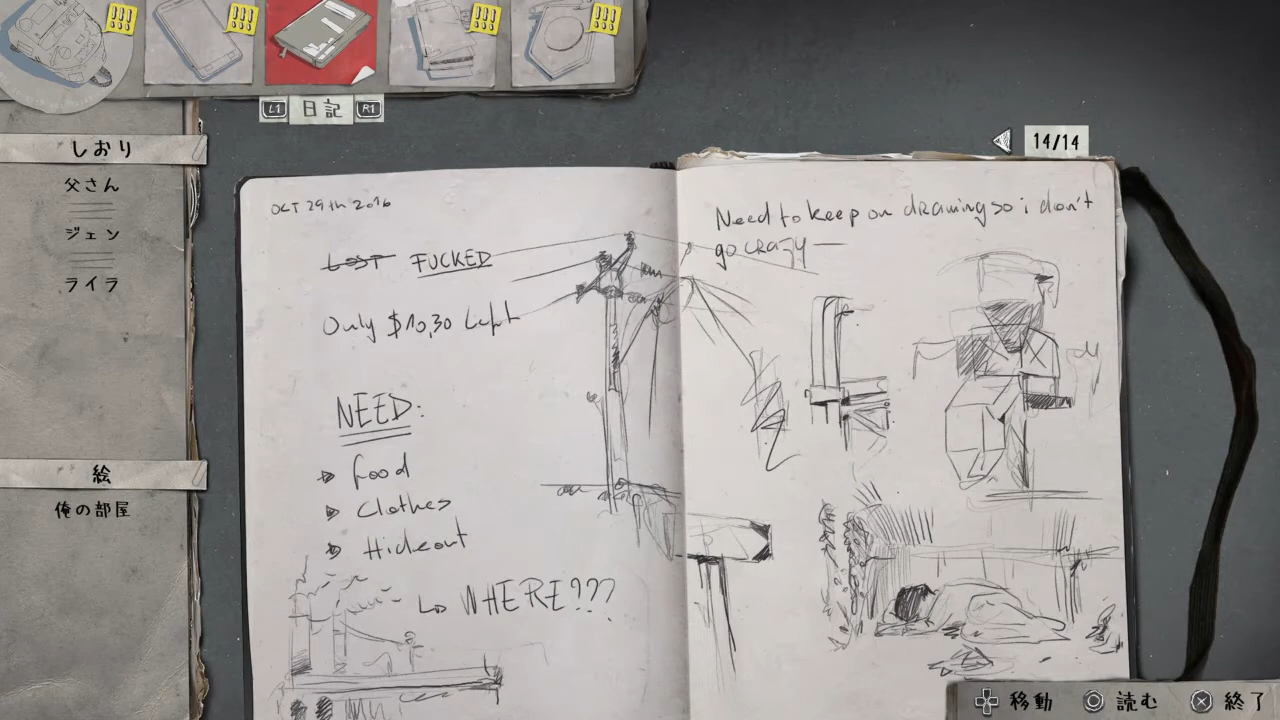 L1 日記 R1
しおり
父さん
ジェン
ライラ
絵
俺の部屋
14/14
OCT 29th 2016
LOST FUCKED
Only $10,30 Left
NEED:
Food
Clothes
Hideout
WHERE???
Need to keep on drawing so i don't
go crazy —
移動 読む 終了